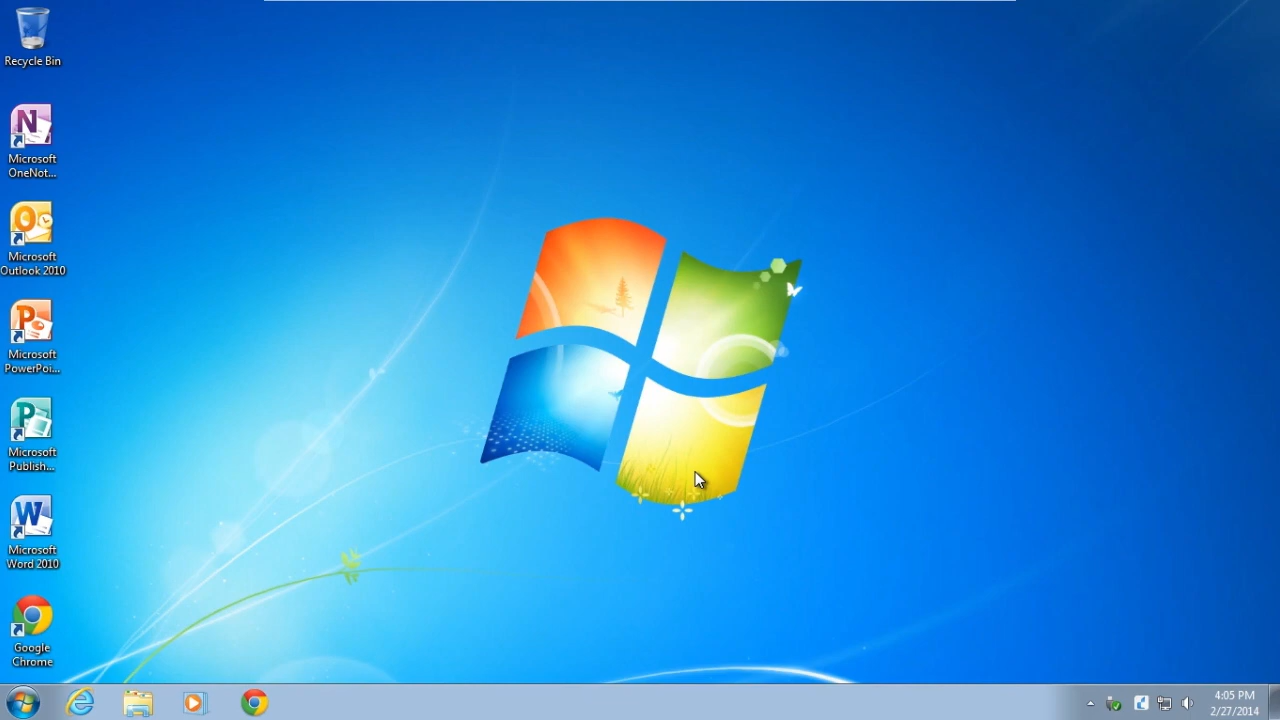 Recycle Bin
Microsoft
OneNot...
Microsoft
Outlook 2010
Microsoft
PowerPoi...
Microsoft
Publish...
Microsoft
Word 2010
Google
Chrome
4:05 PM
2/27/2014